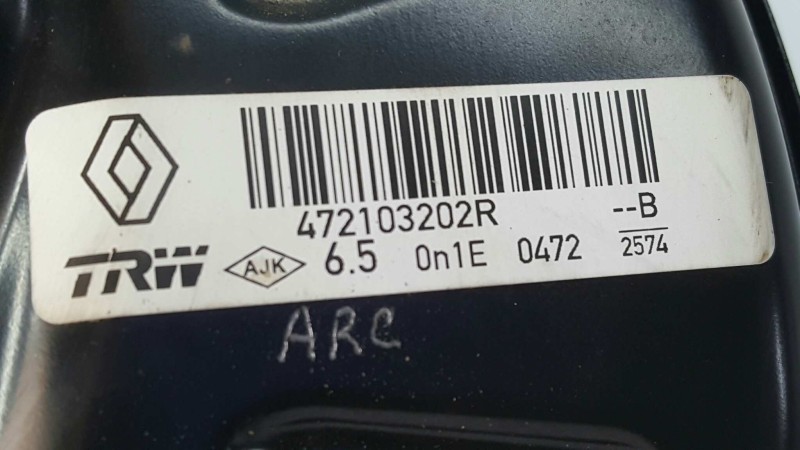 472103202R --B
TRW AJK 6.5 0n1E 0472 2574
ARC